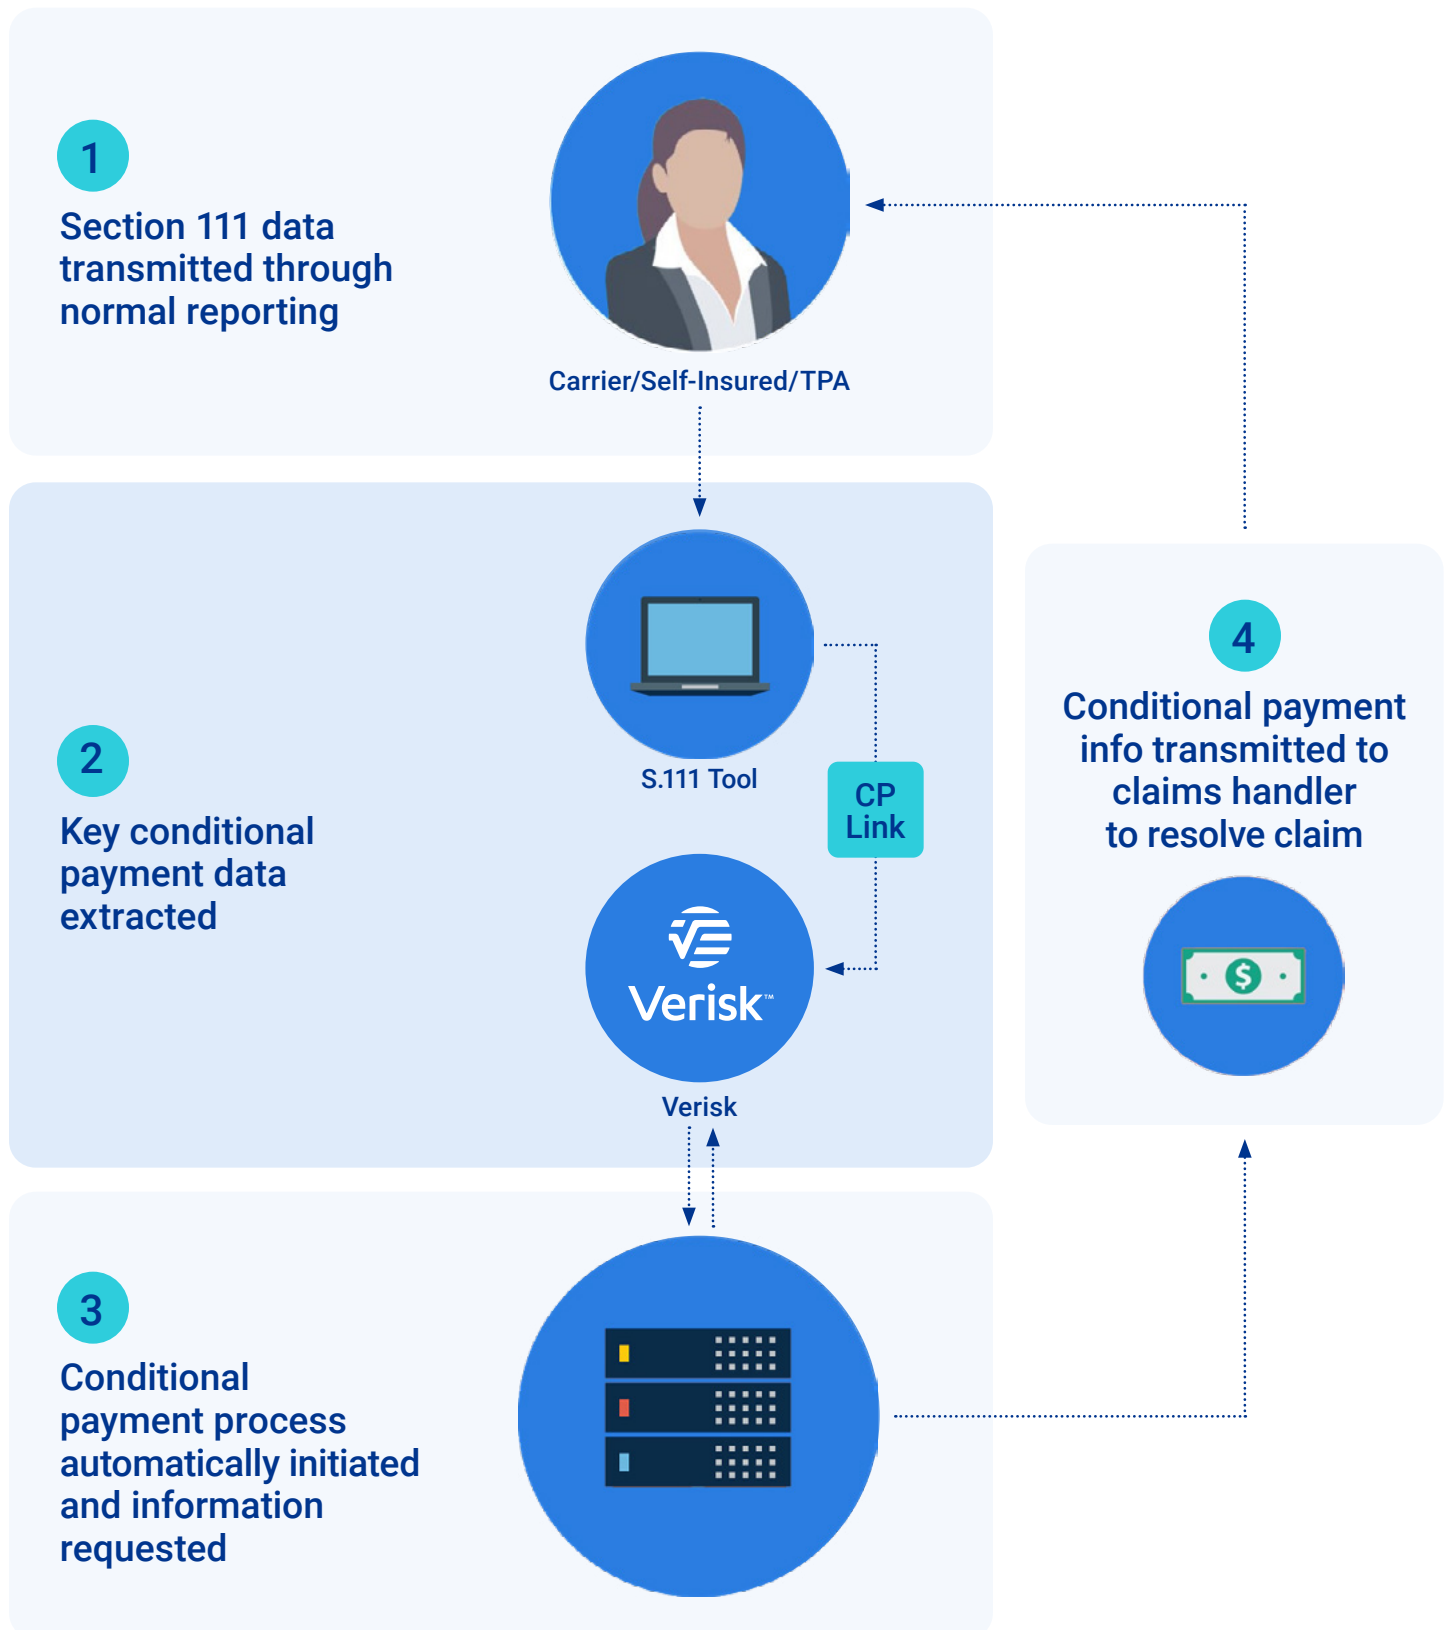 1
Section 111 data
transmitted through
normal reporting
Carrier/Self-Insured/TPA
2
Key conditional
payment data
extracted
S.111 Tool
CP
Link
Verisk™
Verisk
3
Conditional
payment process
automatically initiated
and information
requested
4
Conditional payment
info transmitted to
claims handler
to resolve claim
$